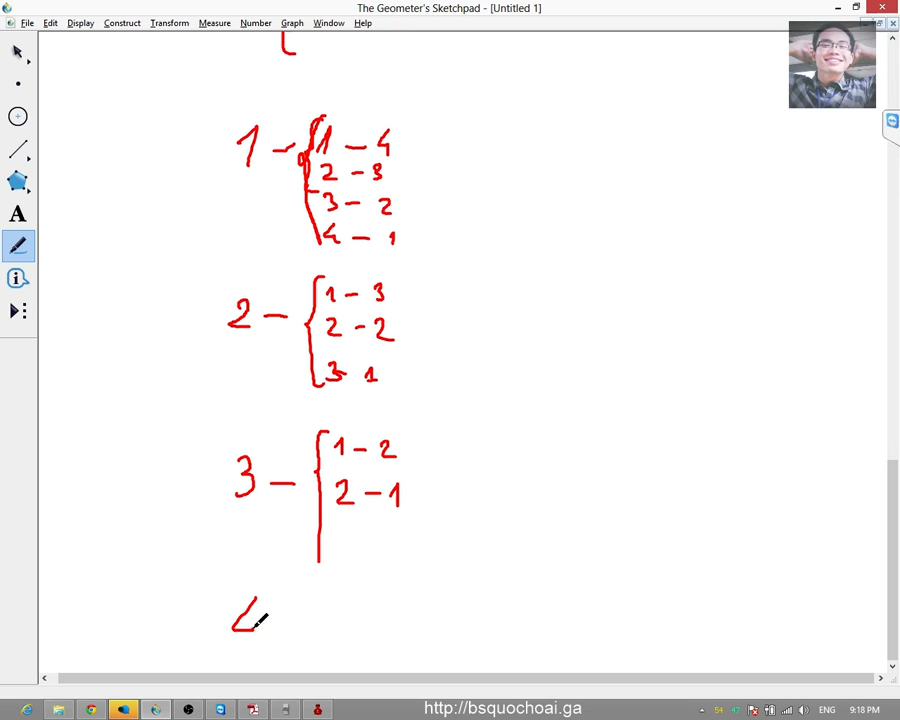 The Geometer's Sketchpad - [Untitled 1]
File Edit Display Construct Transform Measure Number Graph Window Help
1 - { 1 - 4
2 - 3
3 - 2
4 - 1
2 - { 1 - 3
2 - 2
3 1
3 - { 1 - 2
2 - 1
A
54 47 ENG 9:18 PM
http://bsquochoai.ga